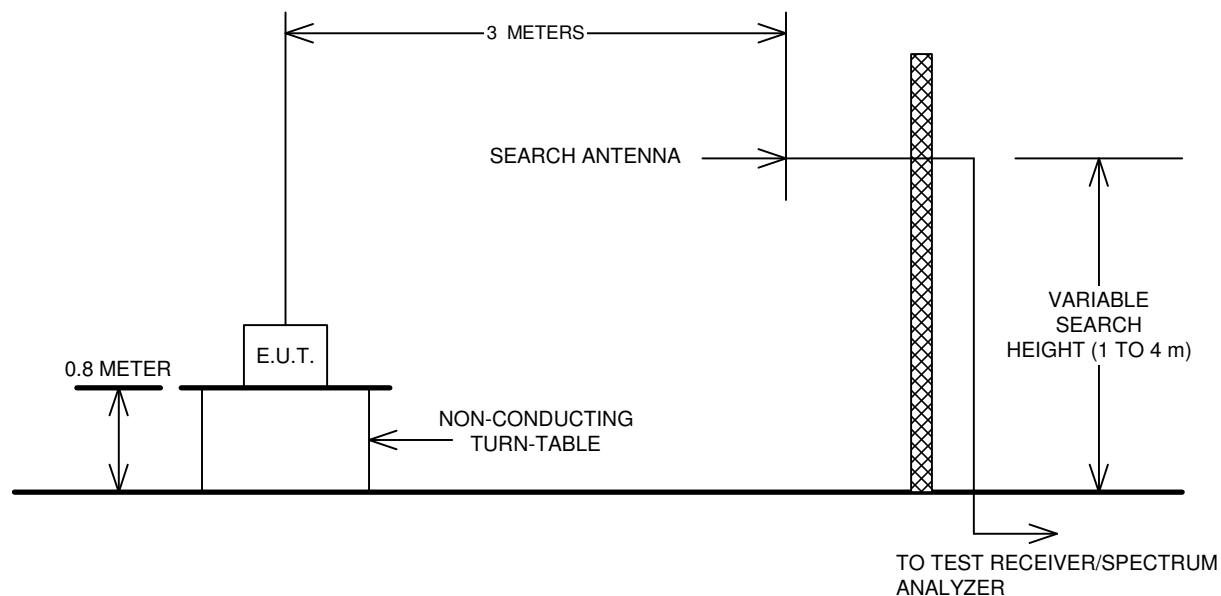 3 METERS
SEARCH ANTENNA
VARIABLE
SEARCH
HEIGHT (1 TO 4 m)
E.U.T.
0.8 METER
NON-CONDUCTING
TURN-TABLE
TO TEST RECEIVER/SPECTRUM
ANALYZER